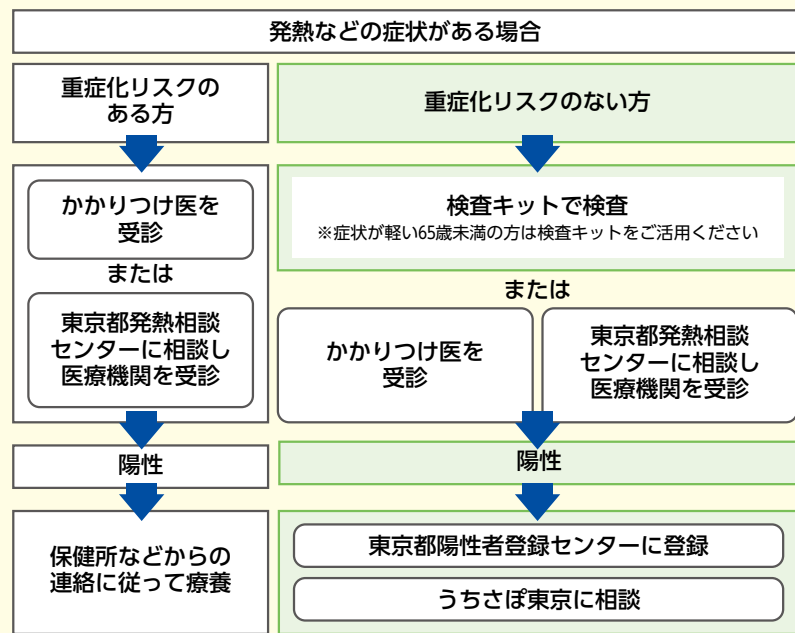 発熱などの症状がある場合
重症化リスクの
ある方
かかりつけ医を
受診
または
東京都発熱相談
センターに相談し
医療機関を受診
陽性
保健所などからの
連絡に従って療養
重症化リスクのない方
検査キットで検査
※症状が軽い65歳未満の方は検査キットをご活用ください
または
かかりつけ医を
受診
東京都発熱相談
センターに相談し
医療機関を受診
陽性
東京都陽性者登録センターに登録
うちさぽ東京に相談